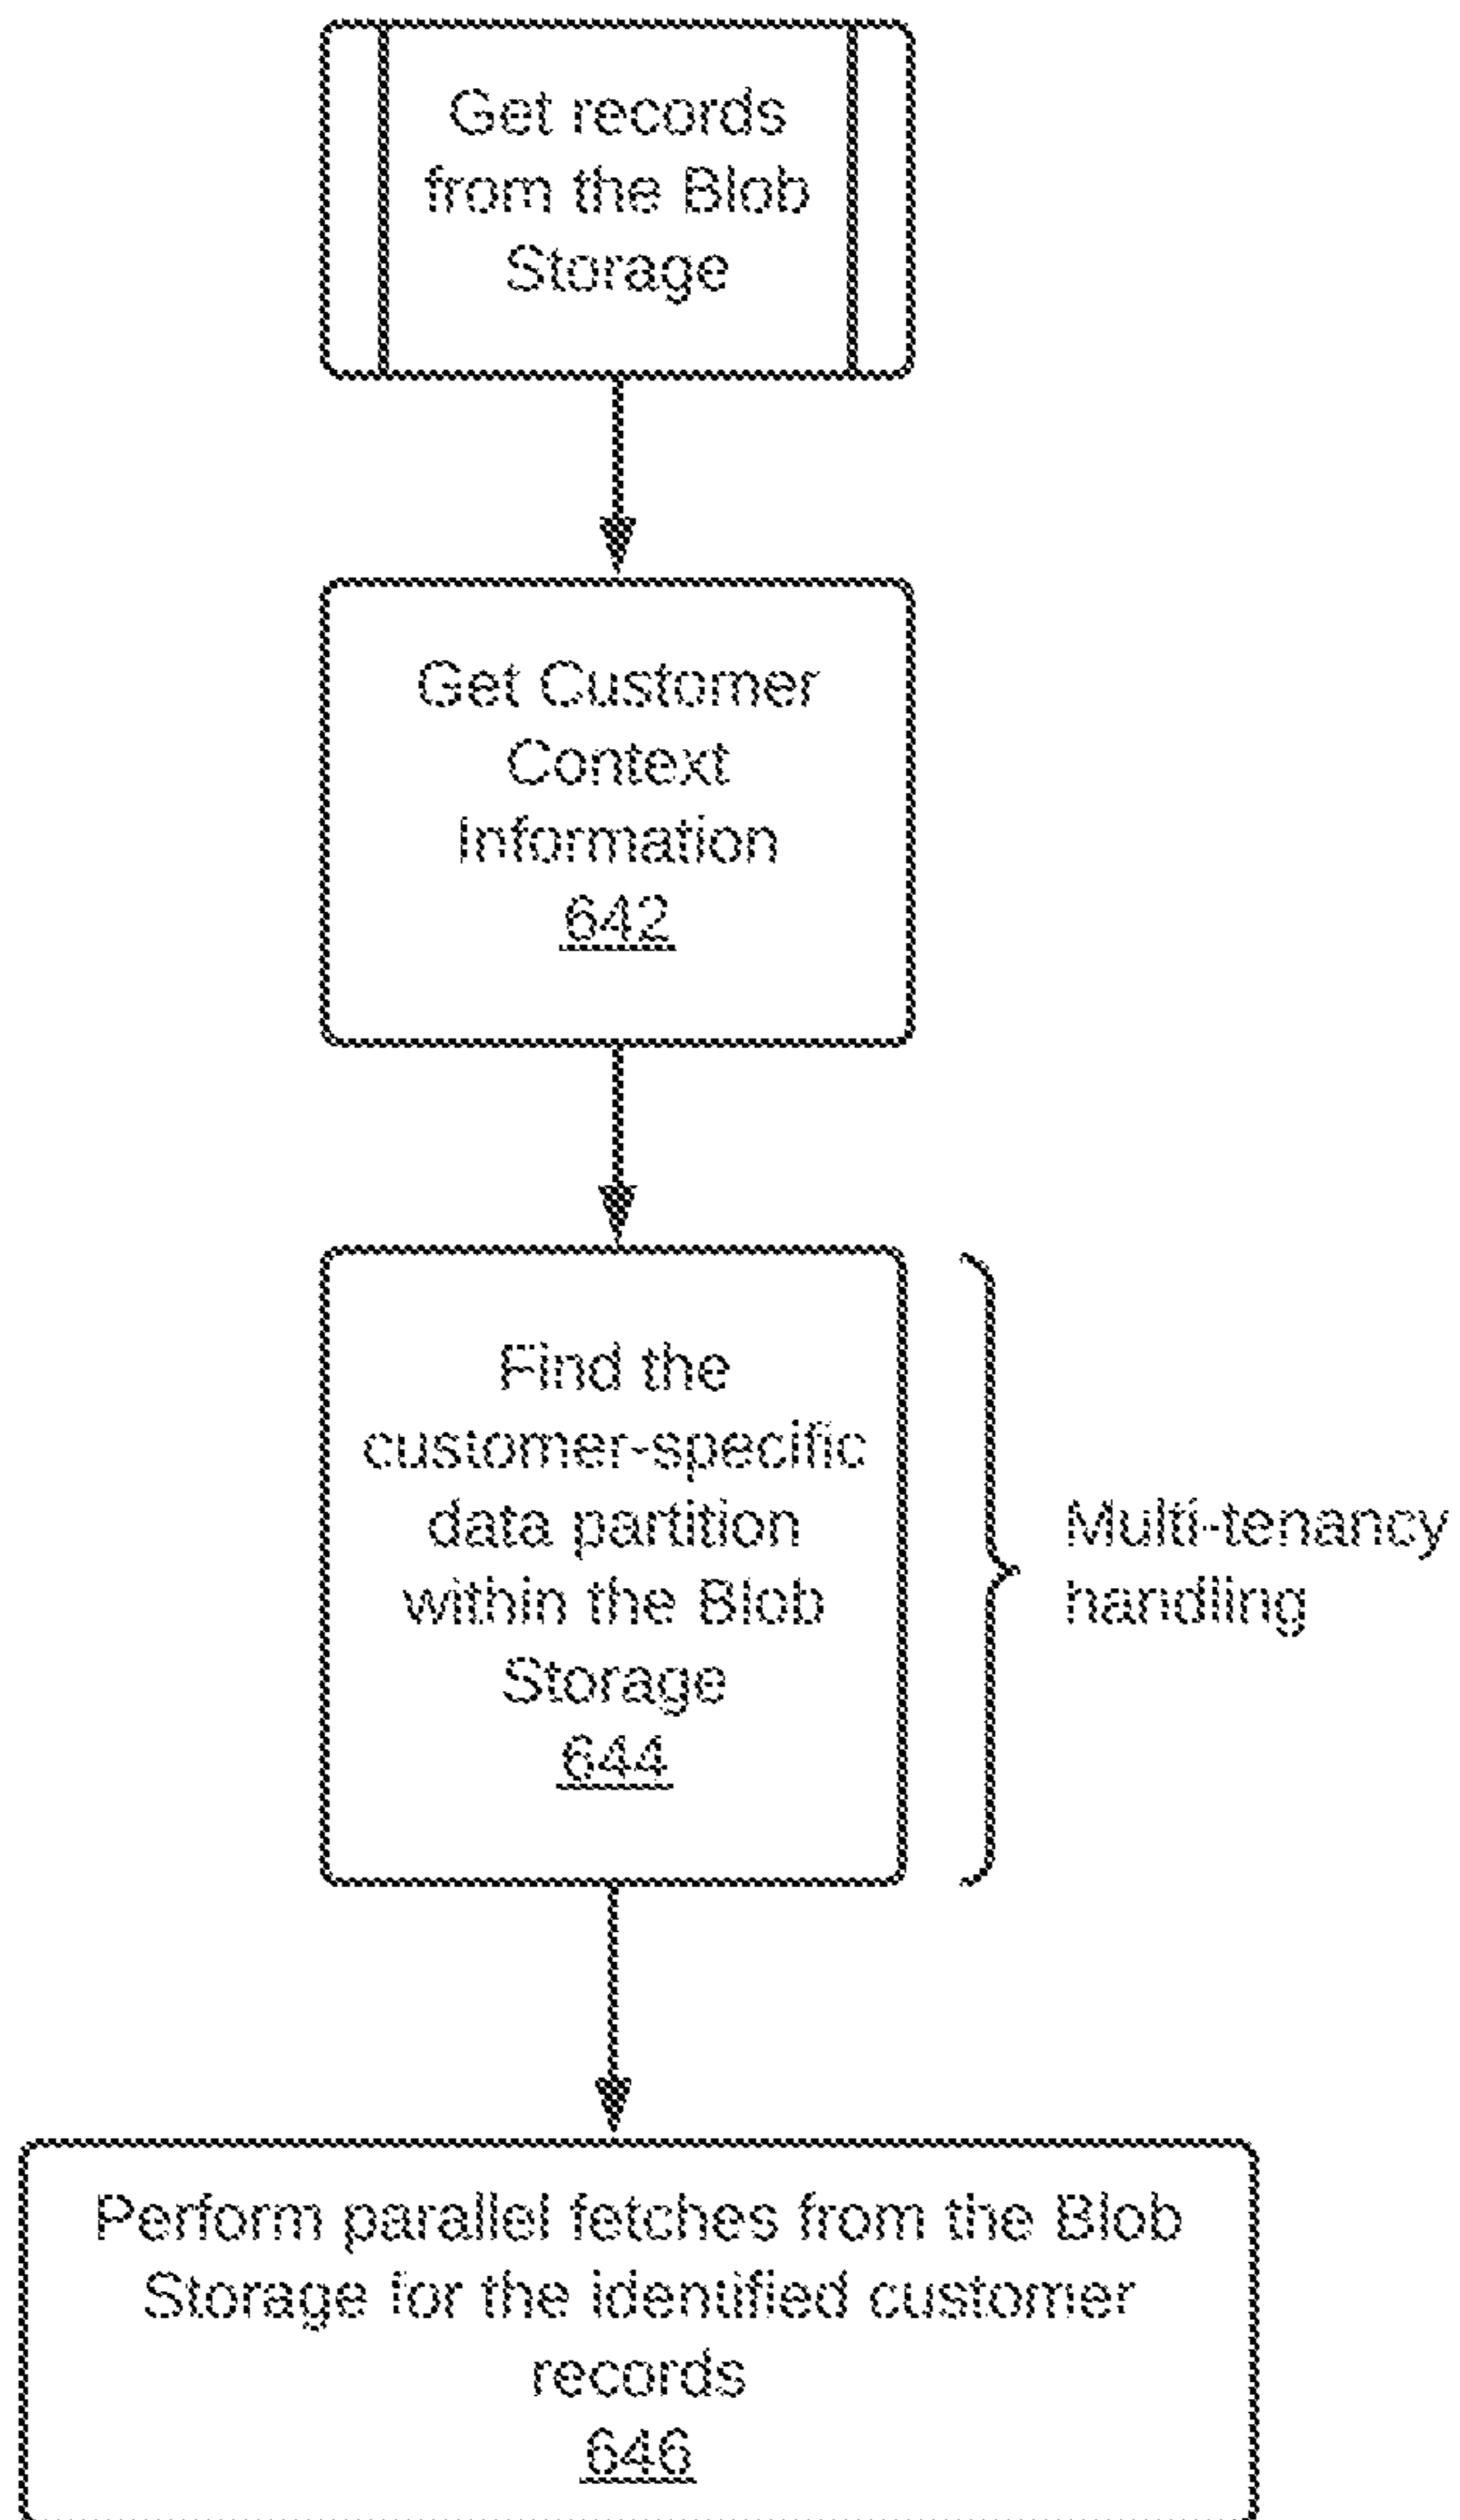 Get records
from the Blob
Storage
Get Customer
Context
Information
642
Find the
customer-specific
data partition
within the Blob
Storage
644
Multi-tenancy
handling
Perform parallel fetches from the Blob
Storage for the identified customer
records
646